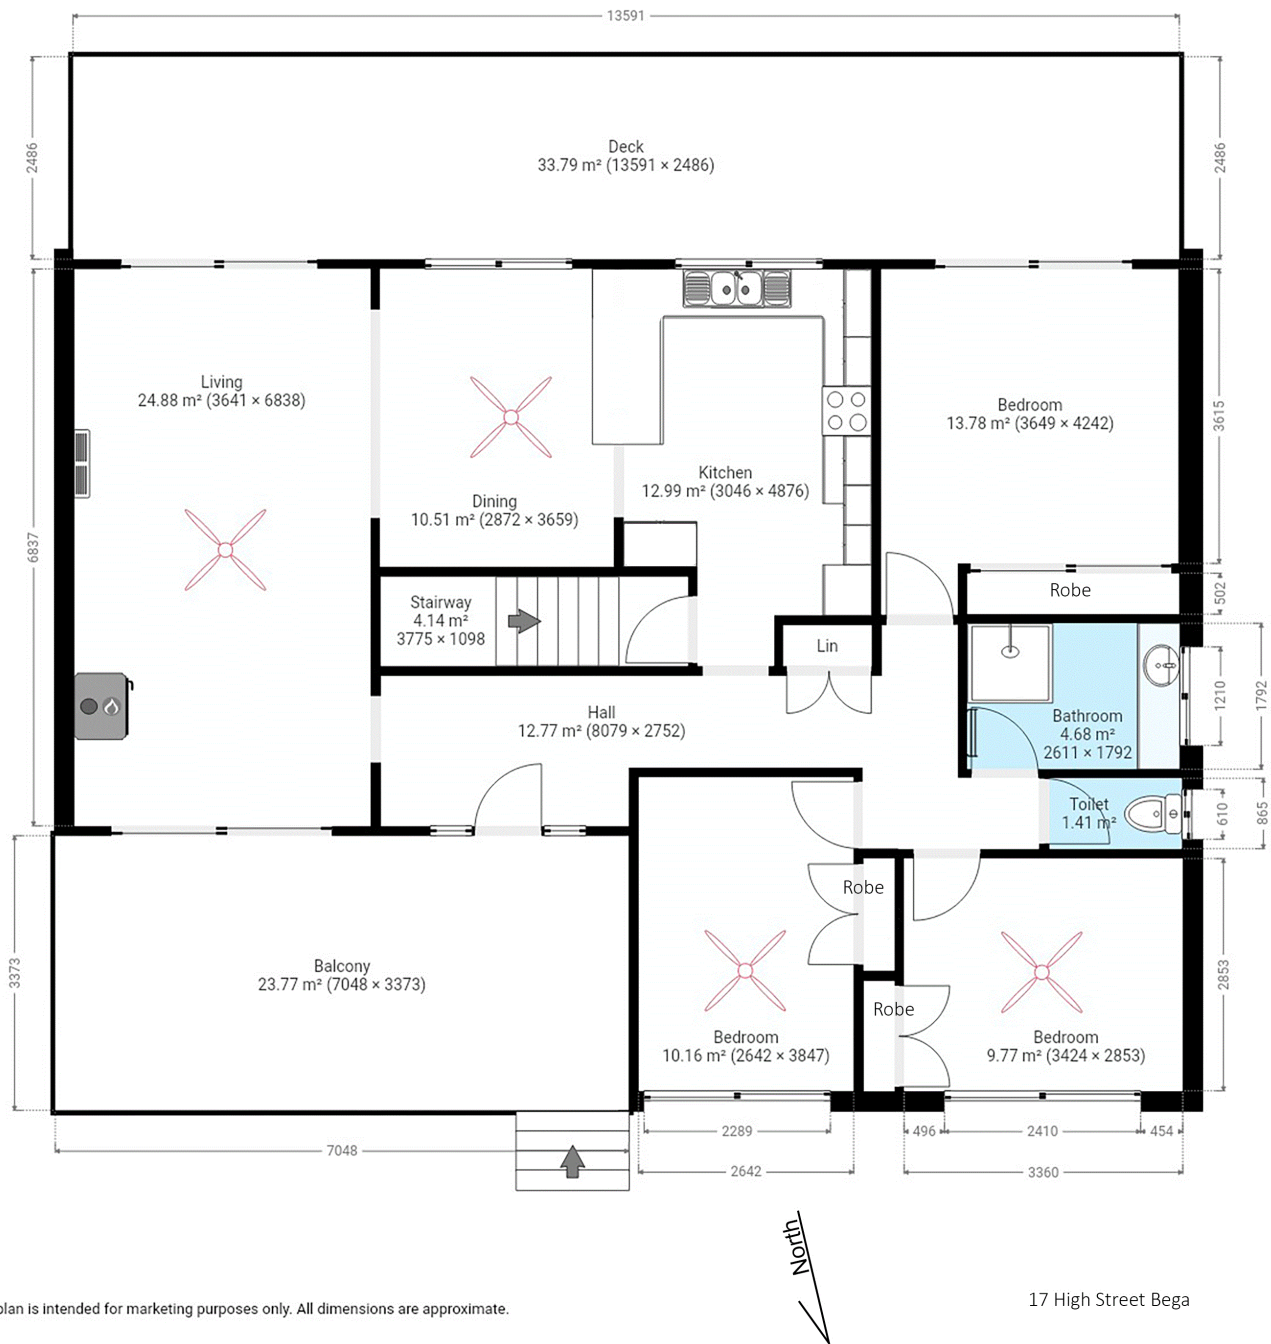 13591
2486
2486
Deck
33.79 m² (13591 × 2486)
Living
24.88 m² (3641 × 6838)
Dining
10.51 m² (2872 × 3659)
Kitchen
12.99 m² (3046 × 4876)
Bedroom
13.78 m² (3649 × 4242)
3615
6837
Robe
502
Stairway
4.14 m²
3775 × 1098
Lin
Hall
12.77 m² (8079 × 2752)
Bathroom
4.68 m²
2611 × 1792
1210
1792
Toilet
1.41 m²
610
865
Robe
Balcony
23.77 m² (7048 × 3373)
3373
2853
Robe
Bedroom
10.16 m² (2642 × 3847)
Bedroom
9.77 m² (3424 × 2853)
2289
496
2410
454
7048
2642
3360
North
17 High Street Bega
plan is intended for marketing purposes only. All dimensions are approximate.